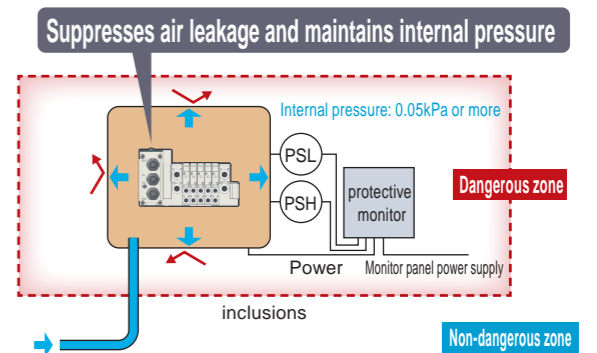 Suppresses air leakage and maintains internal pressure
Internal pressure: 0.05kPa or more
PSL
PSH
protective
monitor
Dangerous zone
Power
Monitor panel power supply
inclusions
Non-dangerous zone